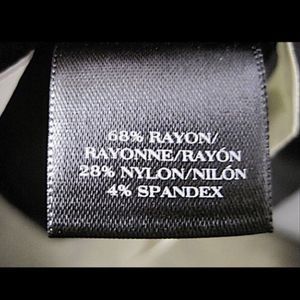 68% RAYON/
RAYONNE/RAYÓN
28% NYLON/NILÓN
4% SPANDEX